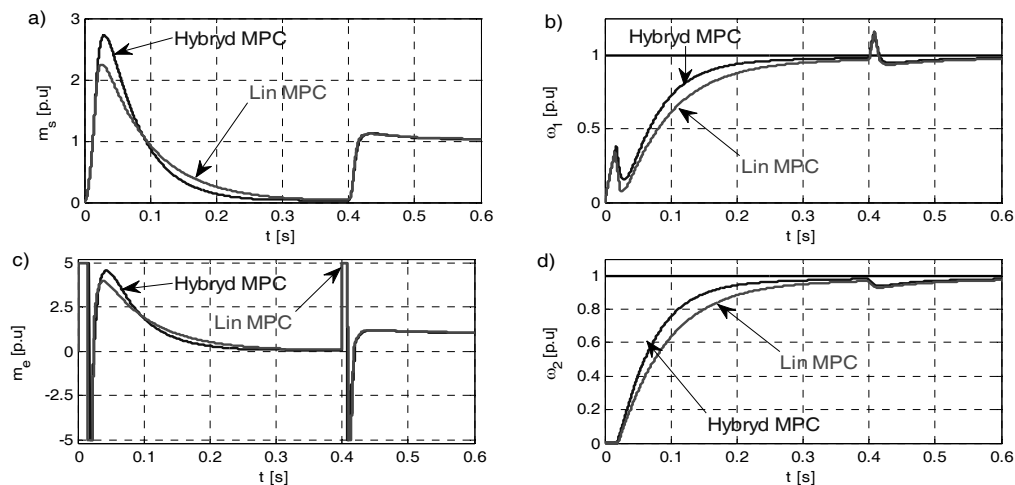 a)
3
2
1
0
m_s [p.u]
Hybryd MPC
Lin MPC
0 0.1 0.2 0.3 0.4 0.5 0.6
t [s]
b)
1
0.5
0
ω_1 [p.u]
Hybryd MPC
Lin MPC
0 0.1 0.2 0.3 0.4 0.5 0.6
t [s]
c)
5
2.5
0
-2.5
-5
m_e [p.u]
Hybryd MPC
Lin MPC
0 0.1 0.2 0.3 0.4 0.5 0.6
t [s]
d)
1
0.8
0.6
0.4
0.2
0
ω_2 [p.u]
Lin MPC
Hybryd MPC
0 0.1 0.2 0.3 0.4 0.5 0.6
t [s]